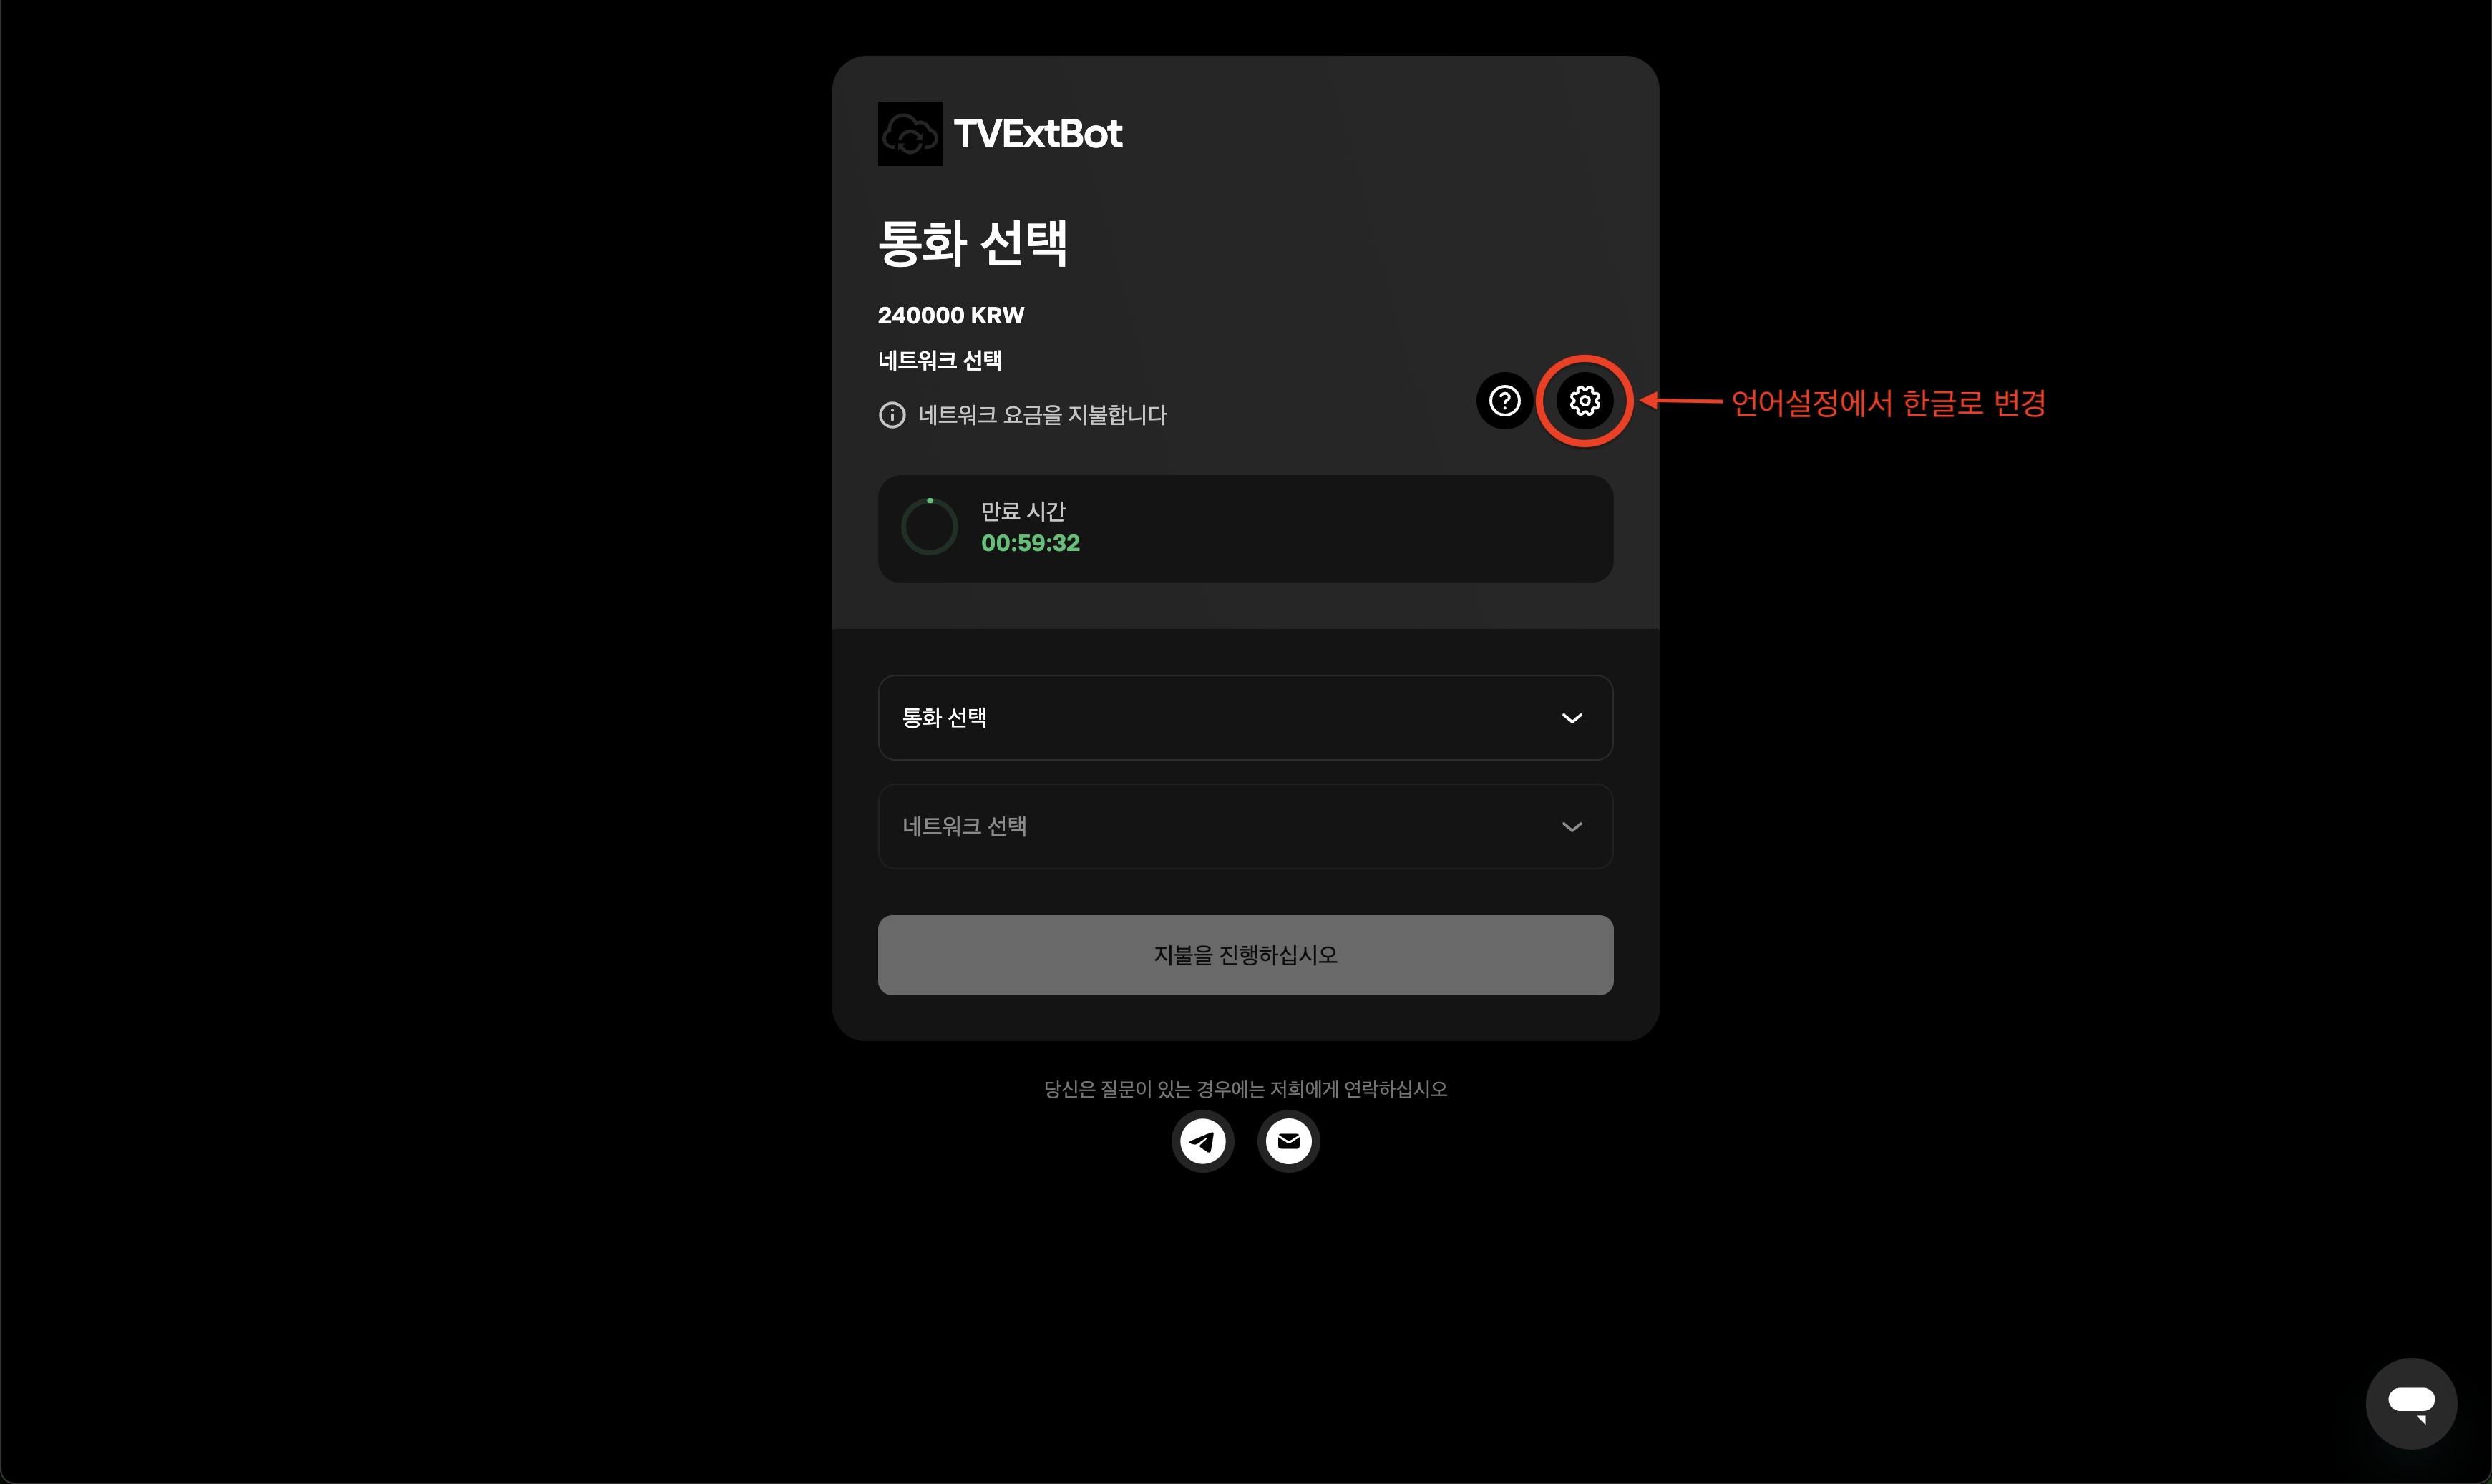 TVExtBot
통화 선택
240000 KRW
네트워크 선택
네트워크 요금을 지불합니다
언어설정에서 한글로 변경
만료 시간
00:59:32
통화 선택
네트워크 선택
지불을 진행하십시오
당신은 질문이 있는 경우에는 저희에게 연락하십시오